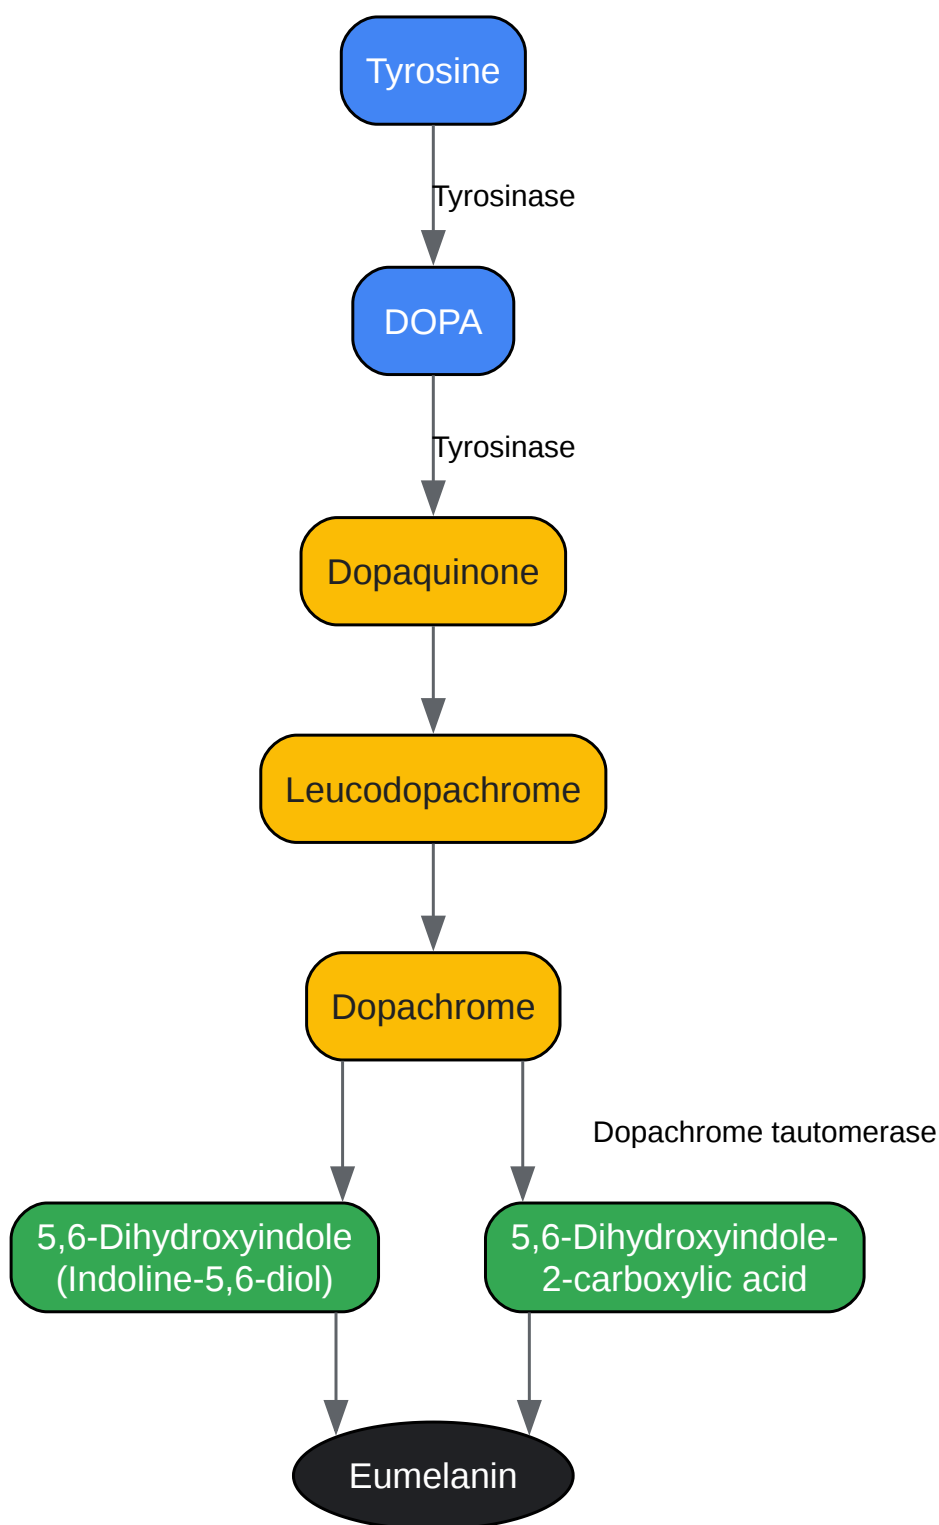 Tyrosine
Tyrosinase
DOPA
Tyrosinase
Dopaquinone
Leucodopachrome
Dopachrome
Dopachrome tautomerase
5,6-Dihydroxyindole
(Indoline-5,6-diol)
5,6-Dihydroxyindole-
2-carboxylic acid
Eumelanin